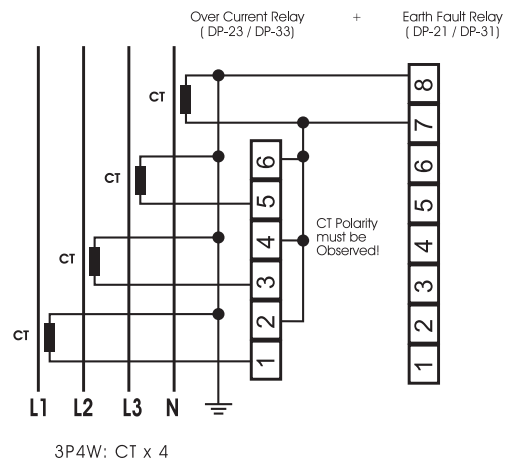 Over Current Relay + Earth Fault Relay
( DP-23 / DP-33) ( DP-21 / DP-31)
CT
8
7
CT
6
6
5
5
CT Polarity
must be
Observed!
CT
4
4
3
3
CT
2
2
1
1
L1 L2 L3 N
3P4W: CT x 4